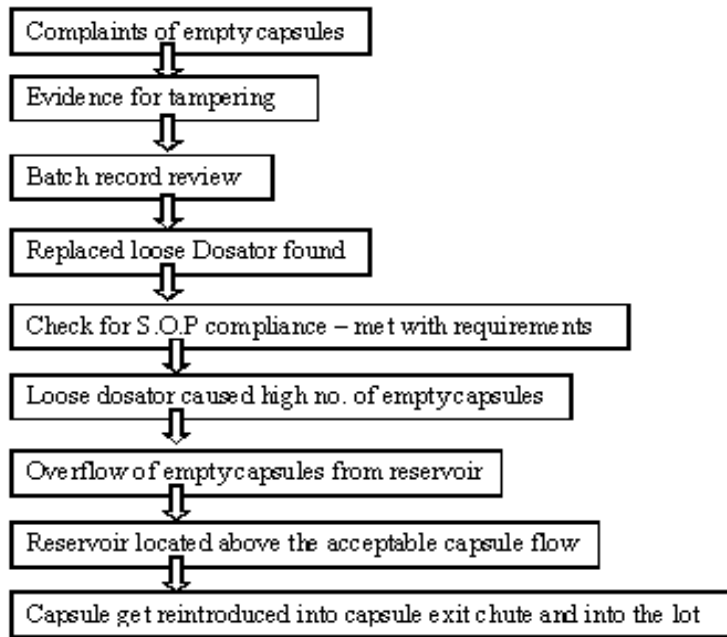 Complaints of empty capsules
Evidence for tampering
Batch record review
Replaced loose Dosator found
Check for S.O.P compliance – met with requirements
Loose dosator caused high no. of empty capsules
Overflow of empty capsules from reservoir
Reservoir located above the acceptable capsule flow
Capsule get reintroduced into capsule exit chute and into the lot